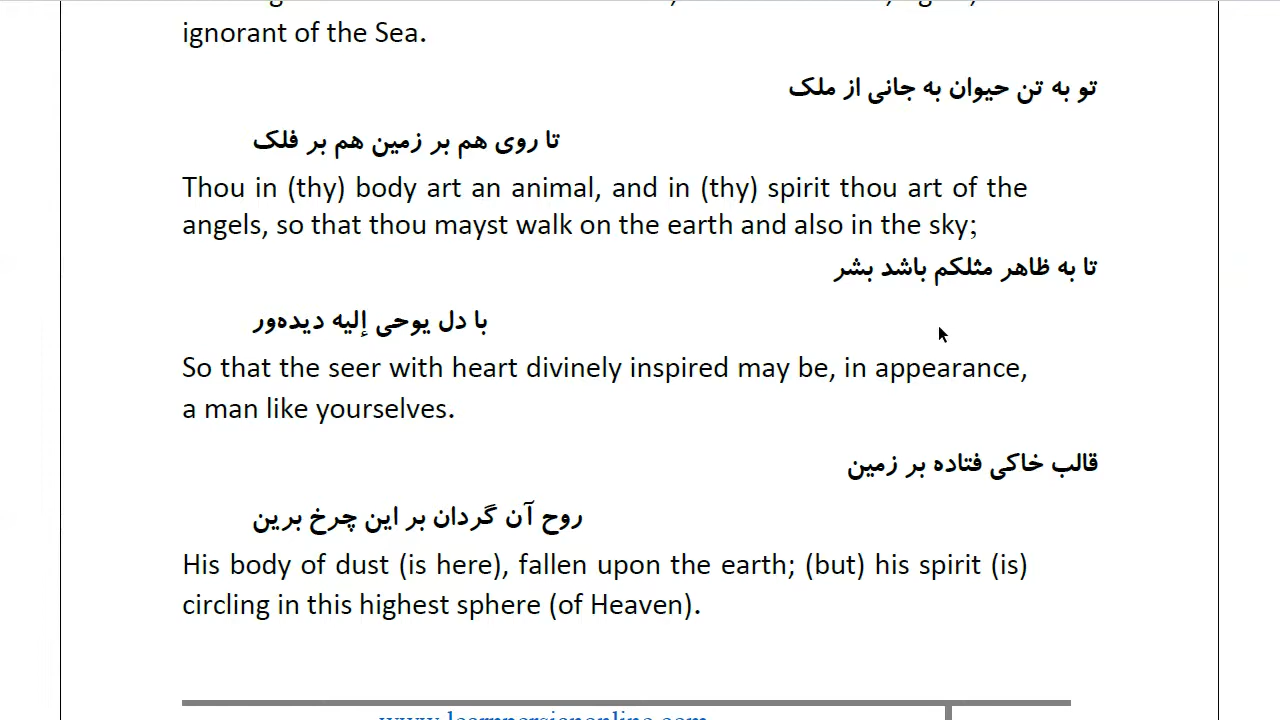 ignorant of the Sea.
تو به تن حیوان به جانی از ملک
تا روی هم بر زمین هم بر فلک
Thou in (thy) body art an animal, and in (thy) spirit thou art of the
angels, so that thou mayst walk on the earth and also in the sky;
تا به ظاهر مثلکم باشد بشر
با دل یوحی إلیه دیده‌ور
So that the seer with heart divinely inspired may be, in appearance,
a man like yourselves.
قالب خاکی فتاده بر زمین
روح آن گردان بر این چرخ برین
His body of dust (is here), fallen upon the earth; (but) his spirit (is)
circling in this highest sphere (of Heaven).
www.learnpersianonline.com